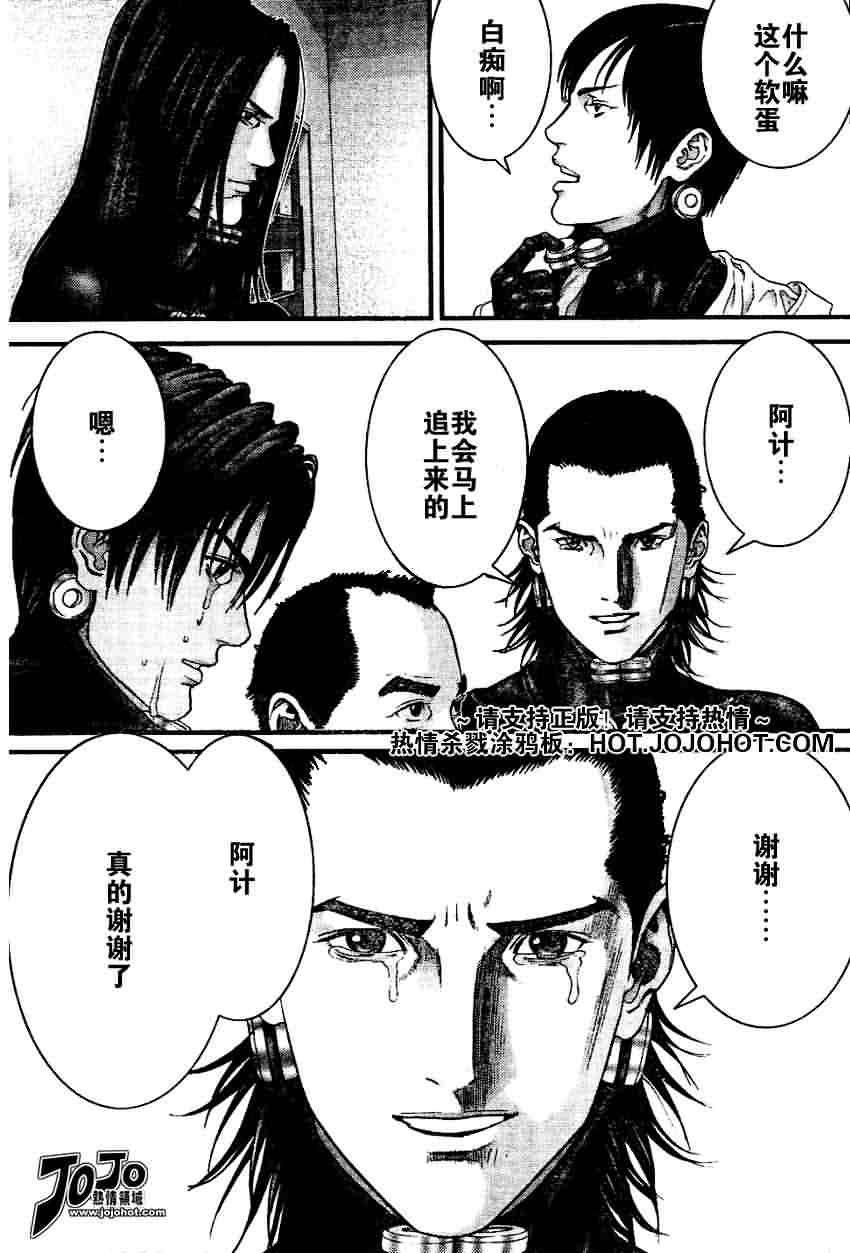 什么嘛
这个软蛋
白痴啊…
阿计…
我会马上
追上来的
嗯…
～请支持正版！请支持热情～
热情杀戮涂鸦板：HOT.JOJOHOT.COM
谢谢……
阿计
真的谢谢了
JOJO
熱情領域
www.jojohot.com